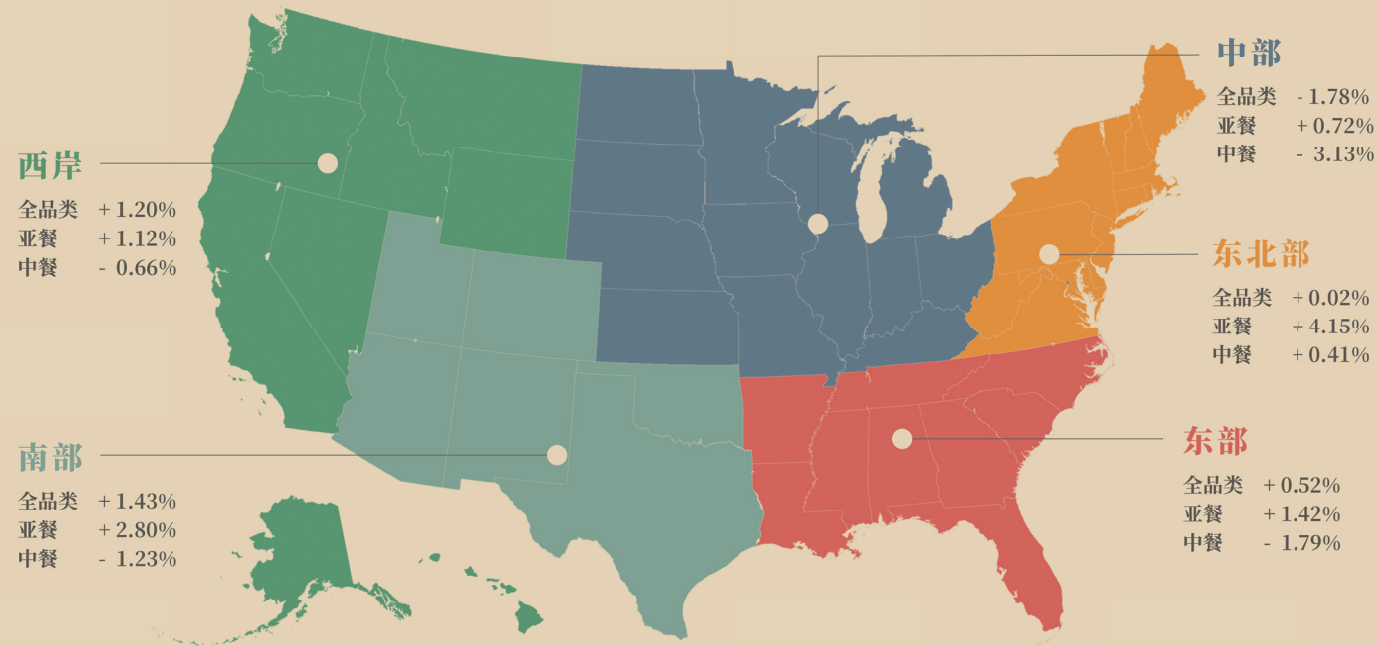 中部
全品类 - 1.78%
亚餐 + 0.72%
中餐 - 3.13%
西岸
全品类 + 1.20%
亚餐 + 1.12%
中餐 - 0.66%
东北部
全品类 + 0.02%
亚餐 + 4.15%
中餐 + 0.41%
南部
全品类 + 1.43%
亚餐 + 2.80%
中餐 - 1.23%
东部
全品类 + 0.52%
亚餐 + 1.42%
中餐 - 1.79%